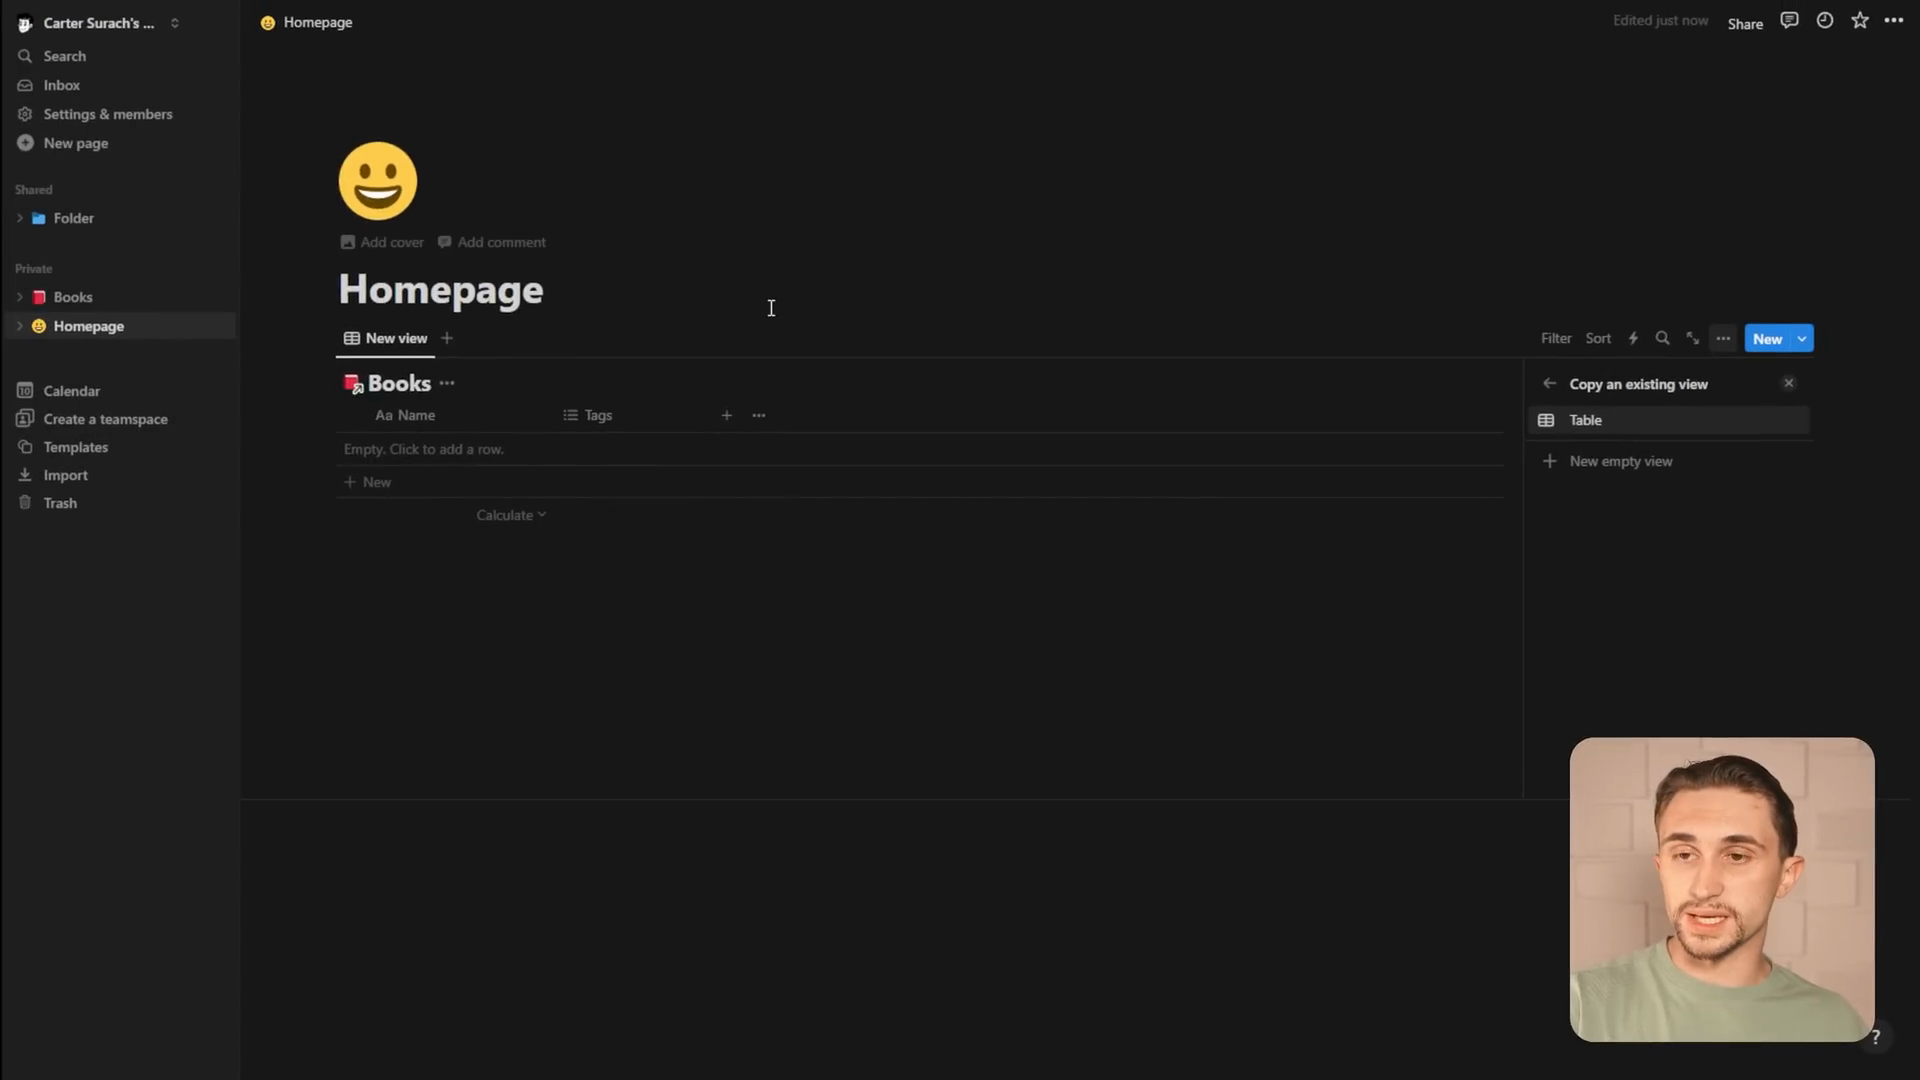 Carter Surach's ...
Search
Inbox
Settings & members
New page
Shared
Folder
Private
Books
Homepage
Calendar
Create a teamspace
Templates
Import
Trash
Homepage
Edited just now
Share
Add cover
Add comment
Homepage
New view
Filter
Sort
New
Books
Aa Name
Tags
Empty. Click to add a row.
New
Calculate
Copy an existing view
Table
New empty view
?